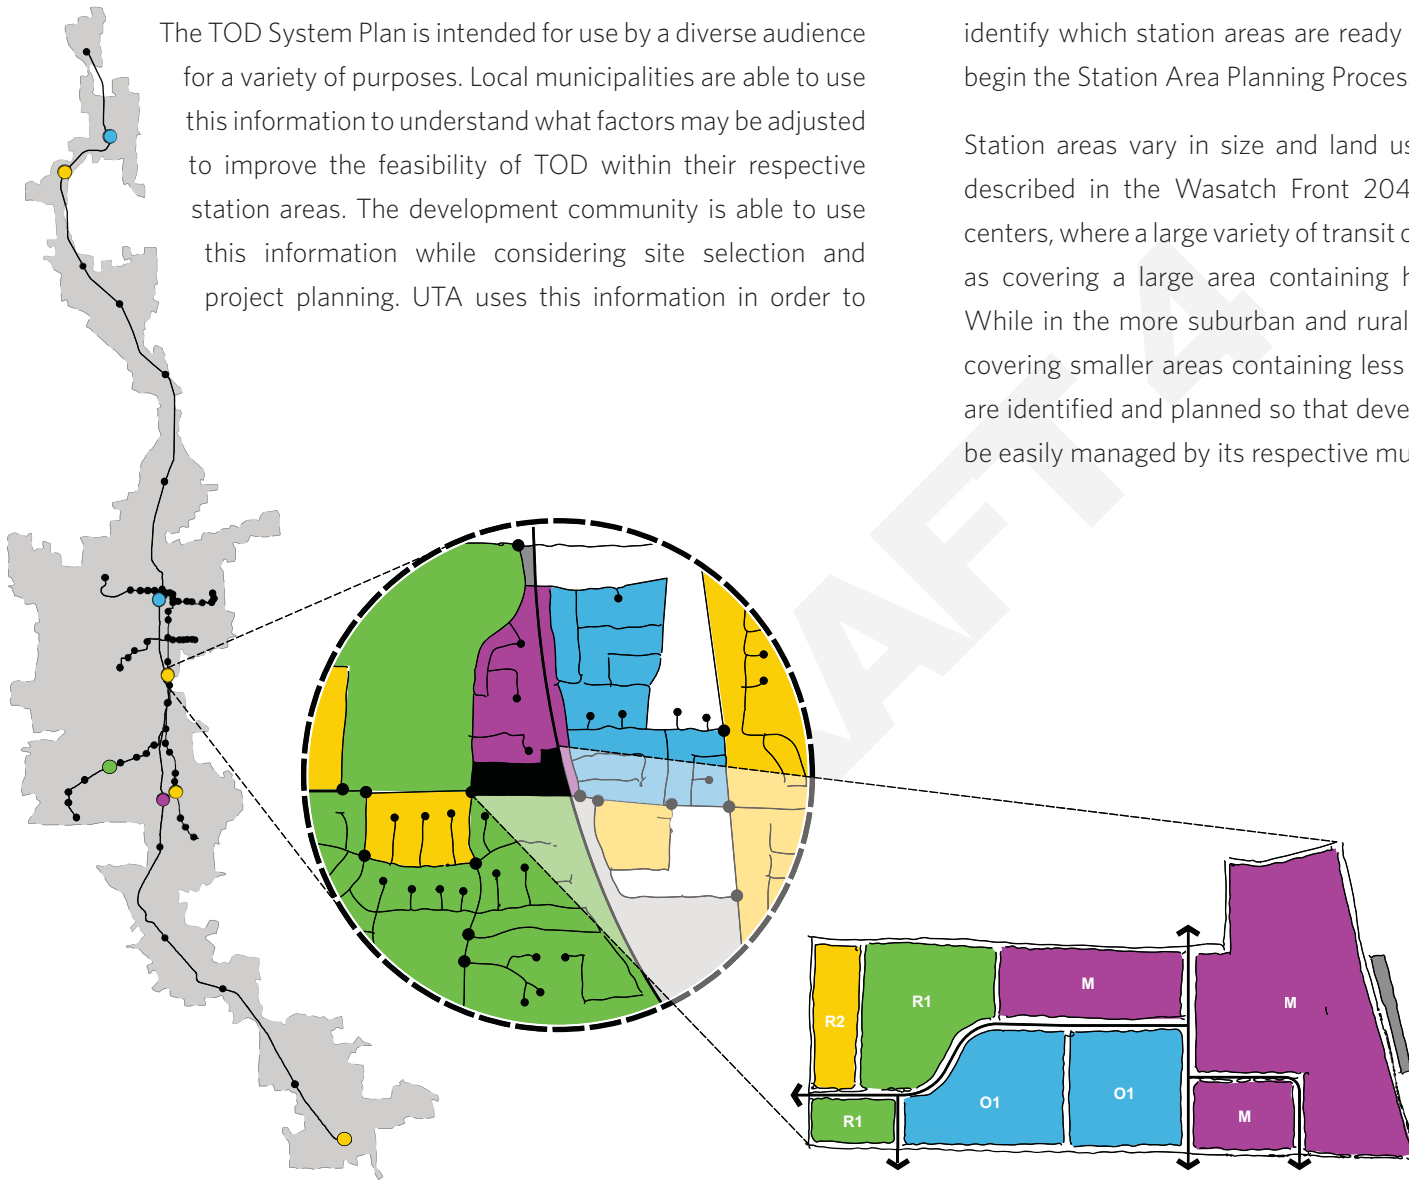 The TOD System Plan is intended for use by a diverse audience
for a variety of purposes. Local municipalities are able to use
this information to understand what factors may be adjusted
to improve the feasibility of TOD within their respective
station areas. The development community is able to use
this information while considering site selection and
project planning. UTA uses this information in order to
identify which station areas are ready
begin the Station Area Planning Proces
Station areas vary in size and land us
described in the Wasatch Front 204
centers, where a large variety of transit o
as covering a large area containing h
While in the more suburban and rural
covering smaller areas containing less
are identified and planned so that deve
be easily managed by its respective mu
AFT 4
R2
R1
M
M
R1
O1
O1
M